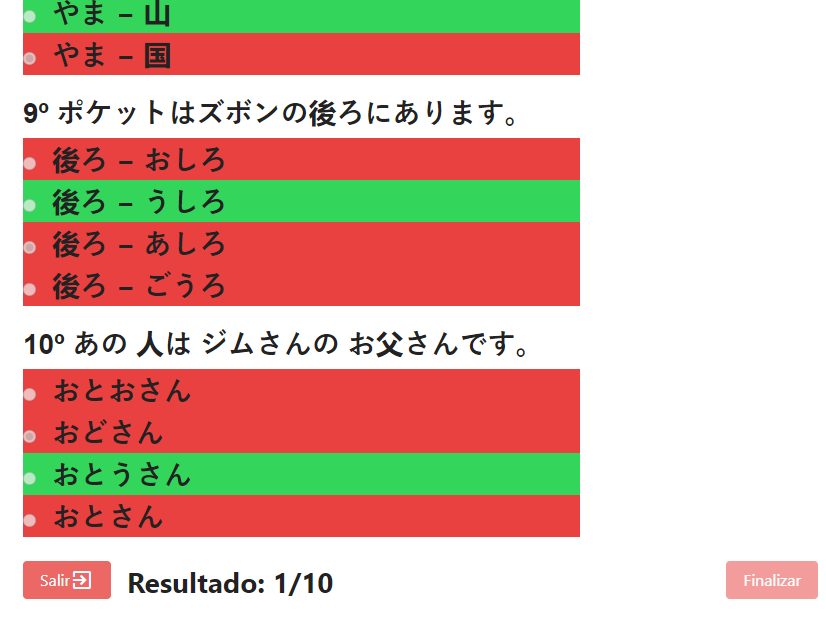 やま – 山
やま – 国
9º ポケットはズボンの後ろにあります。
後ろ – おしろ
後ろ – うしろ
後ろ – あしろ
後ろ – ごうろ
10º あの 人は ジムさんの お父さんです。
おとおさん
おどさん
おとうさん
おとさん
Salir
Resultado: 1/10
Finalizar